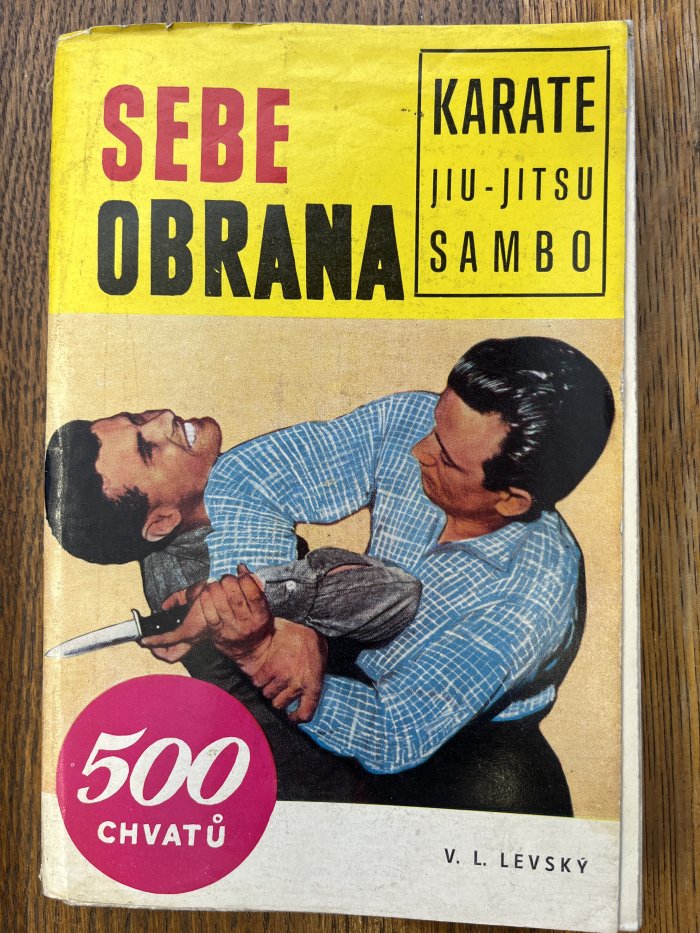 SEBE
OBRANA
KARATE
JIU-JITSU
SAMBO
500
CHVATŮ
V. L. LEVSKÝ